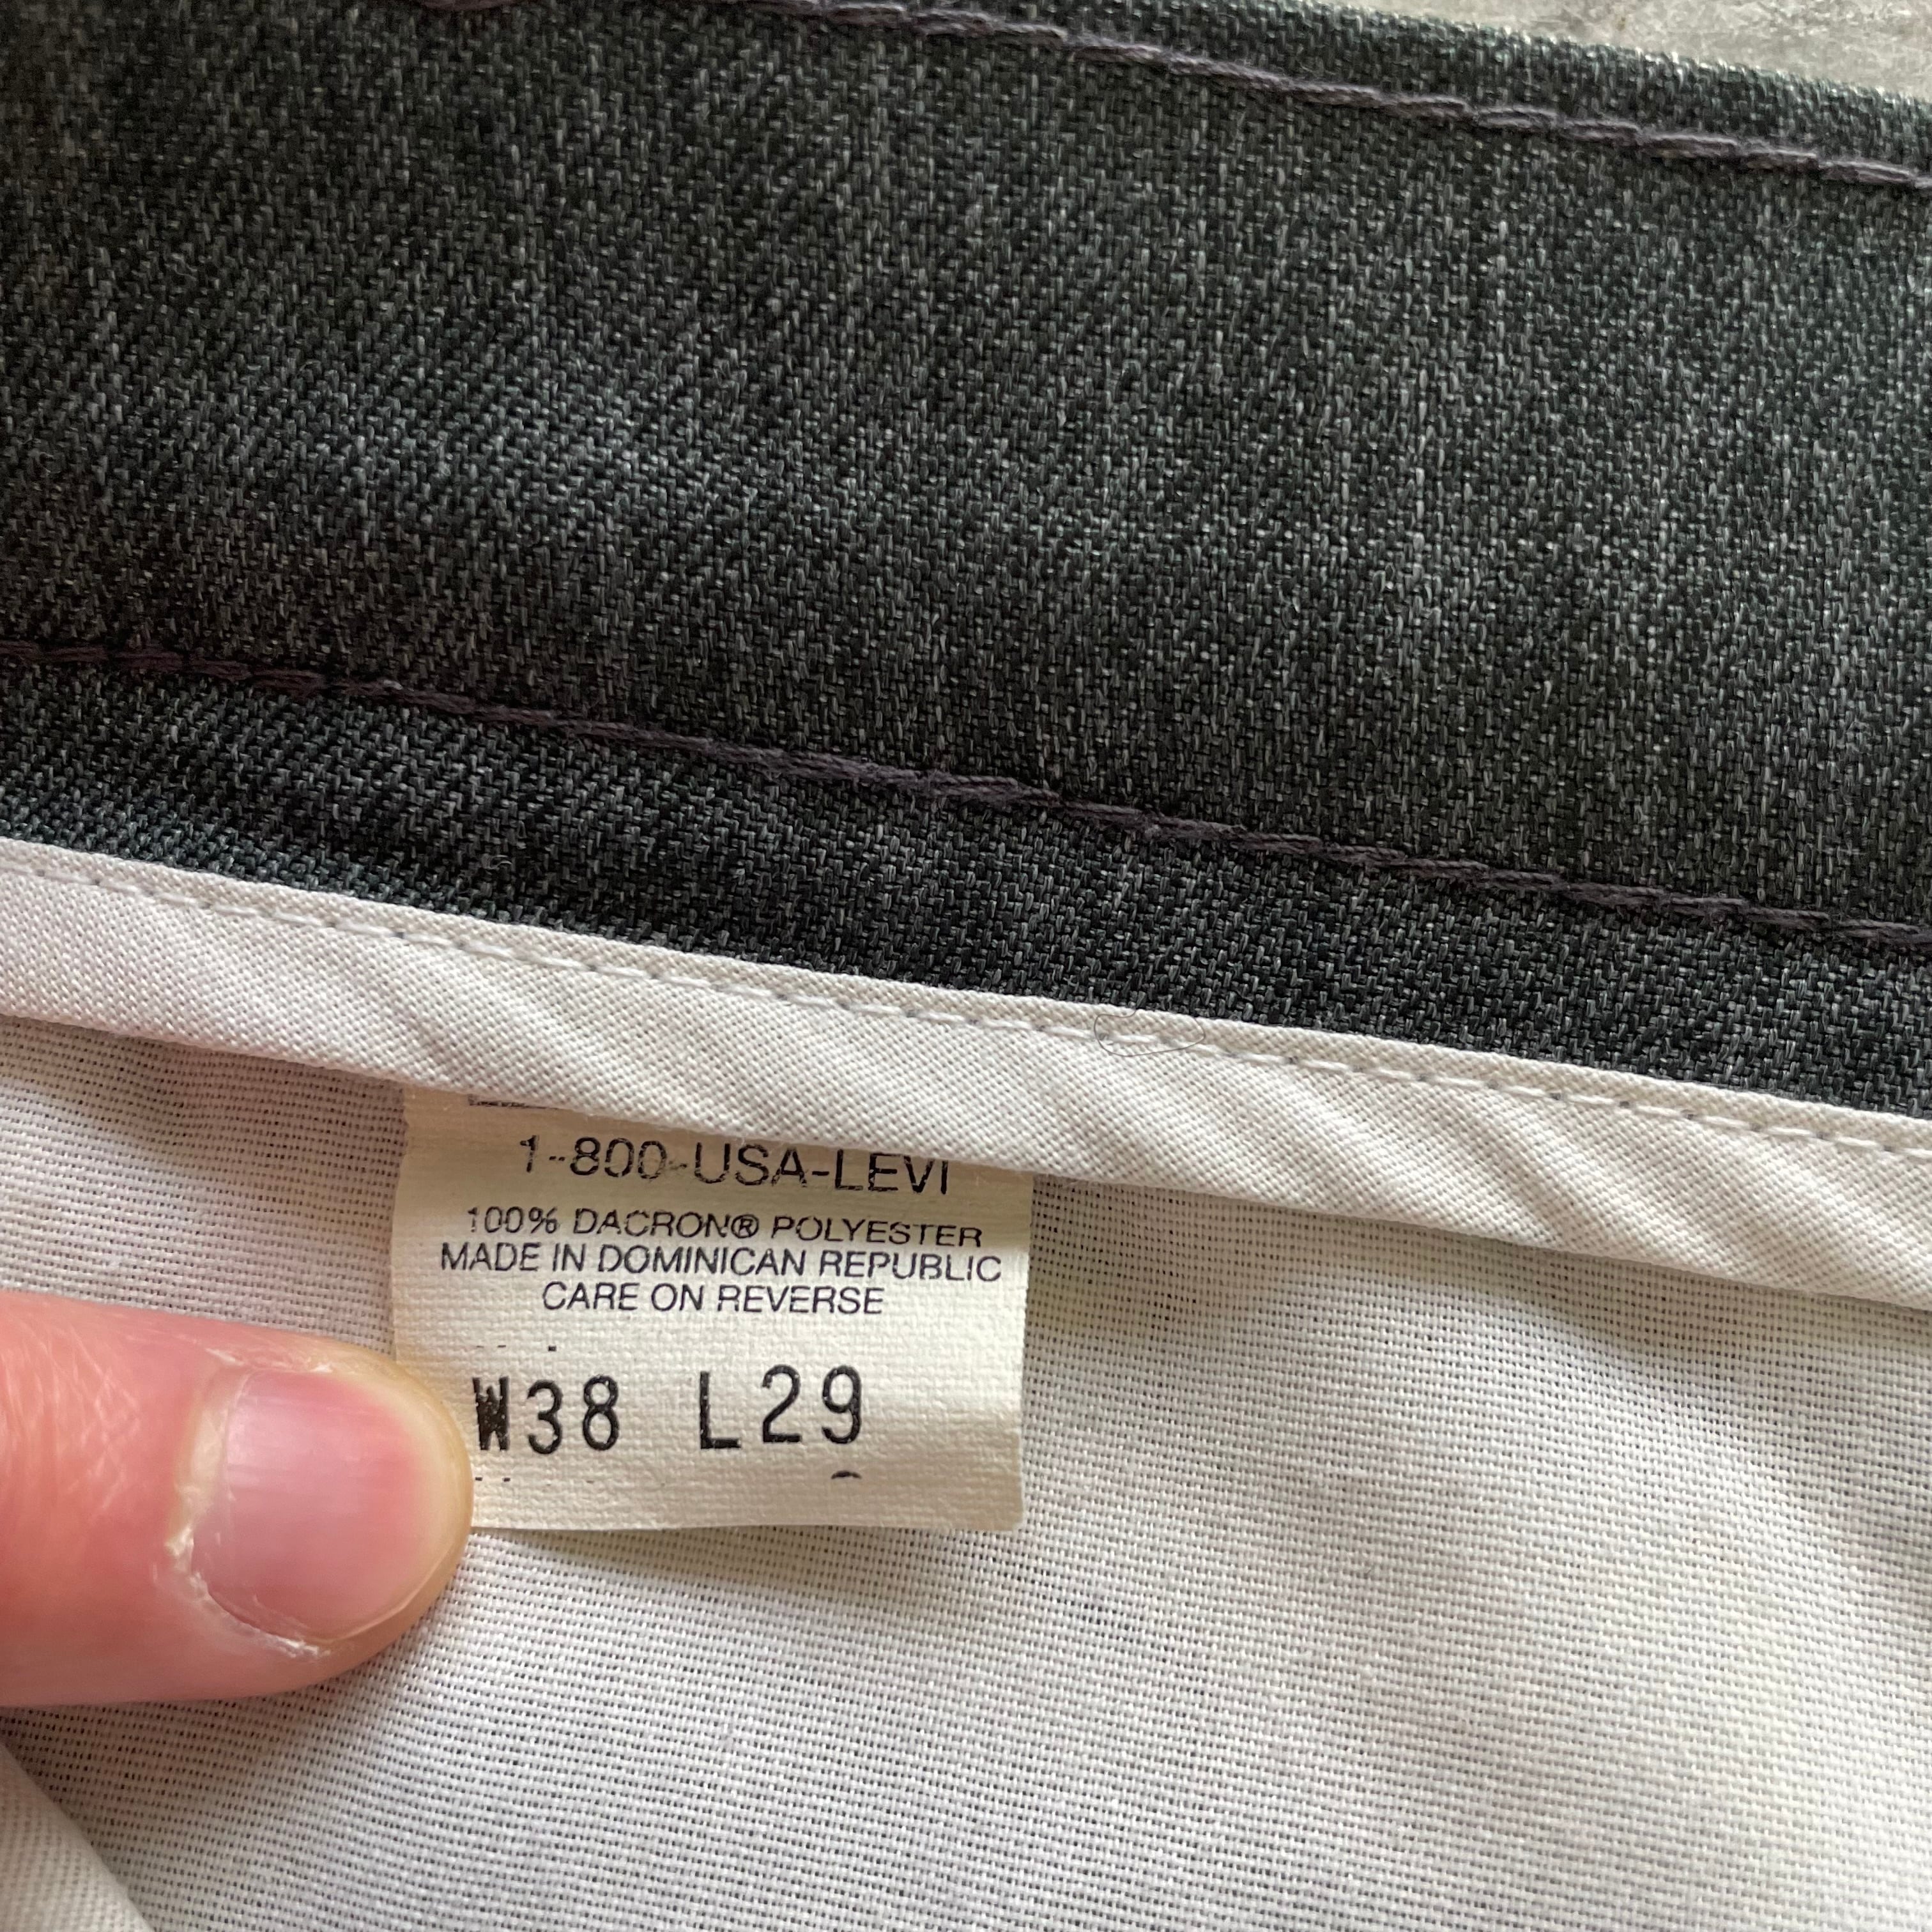 1-800-USA-LEVI
100% DACRON® POLYESTER
MADE IN DOMINICAN REPUBLIC
CARE ON REVERSE
W38 L29